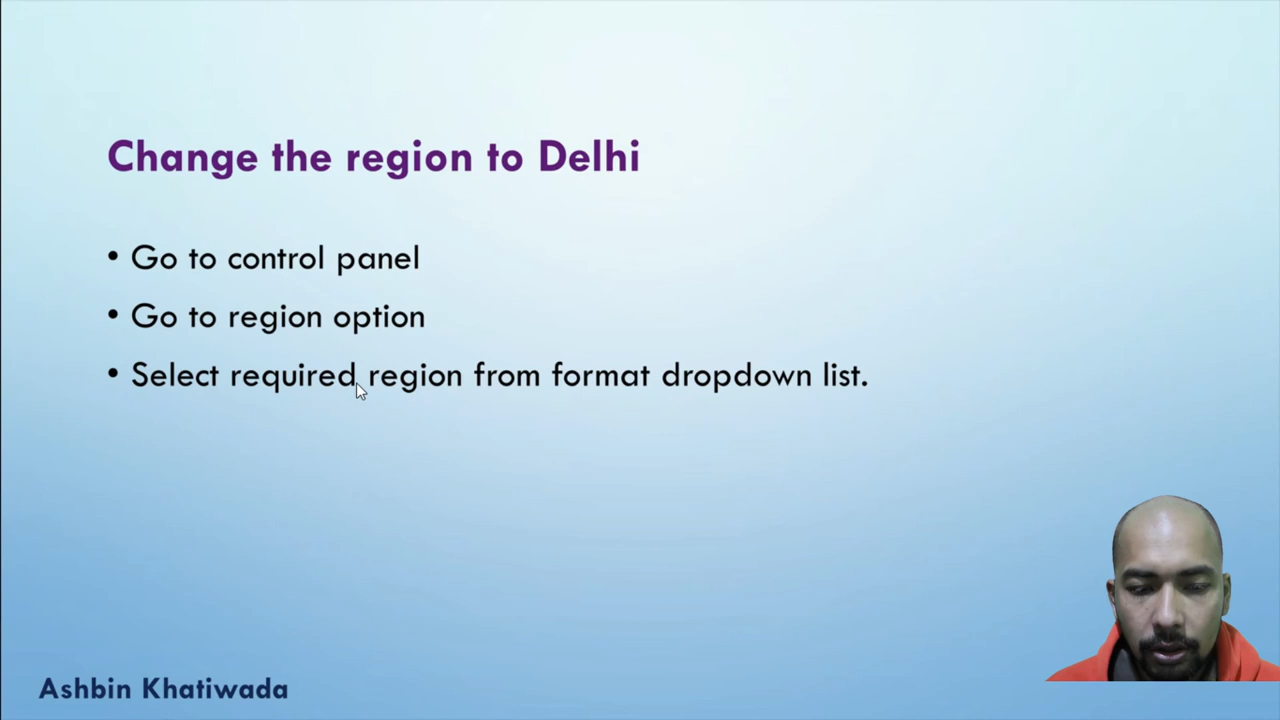 Change the region to Delhi
• Go to control panel
• Go to region option
• Select required region from format dropdown list.
Ashbin Khatiwada